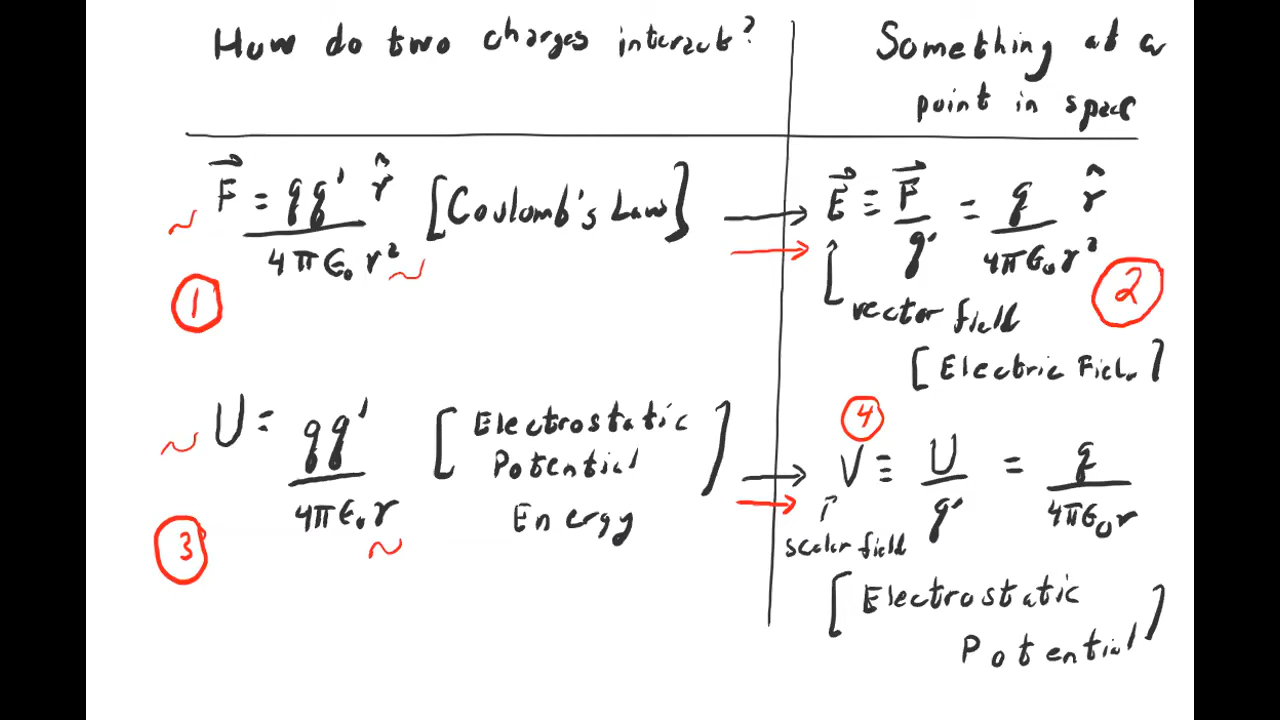 How do two charges interact?
Something at a
point in space
F⃗ = qq' / 4πϵ₀r² r̂ [Coulomb's Law]
E⃗ ≡ F⃗ / q' = q / 4πϵ₀r² r̂
1
2
vector field
[Electric Field]
U = qq' / 4πϵ₀r [Electrostatic
Potential
Energy]
3
4
V ≡ U / q' = q / 4πϵ₀r
scalar field
[Electrostatic
Potential]